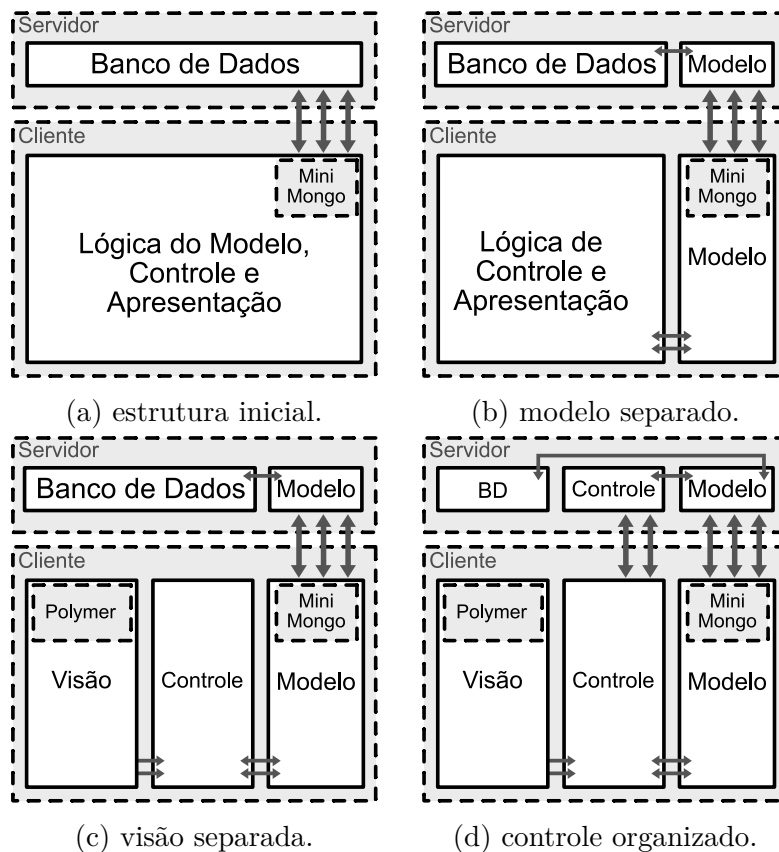 Servidor
Banco de Dados
Cliente
Mini
Mongo
Lógica do Modelo,
Controle e
Apresentação
(a) estrutura inicial.
Servidor
Banco de Dados
Modelo
Cliente
Mini
Mongo
Lógica de
Controle e
Apresentação
Modelo
(b) modelo separado.
Servidor
Banco de Dados
Modelo
Cliente
Polymer
Mini
Mongo
Visão
Controle
Modelo
(c) visão separada.
Servidor
BD
Controle
Modelo
Cliente
Polymer
Mini
Mongo
Visão
Controle
Modelo
(d) controle organizado.